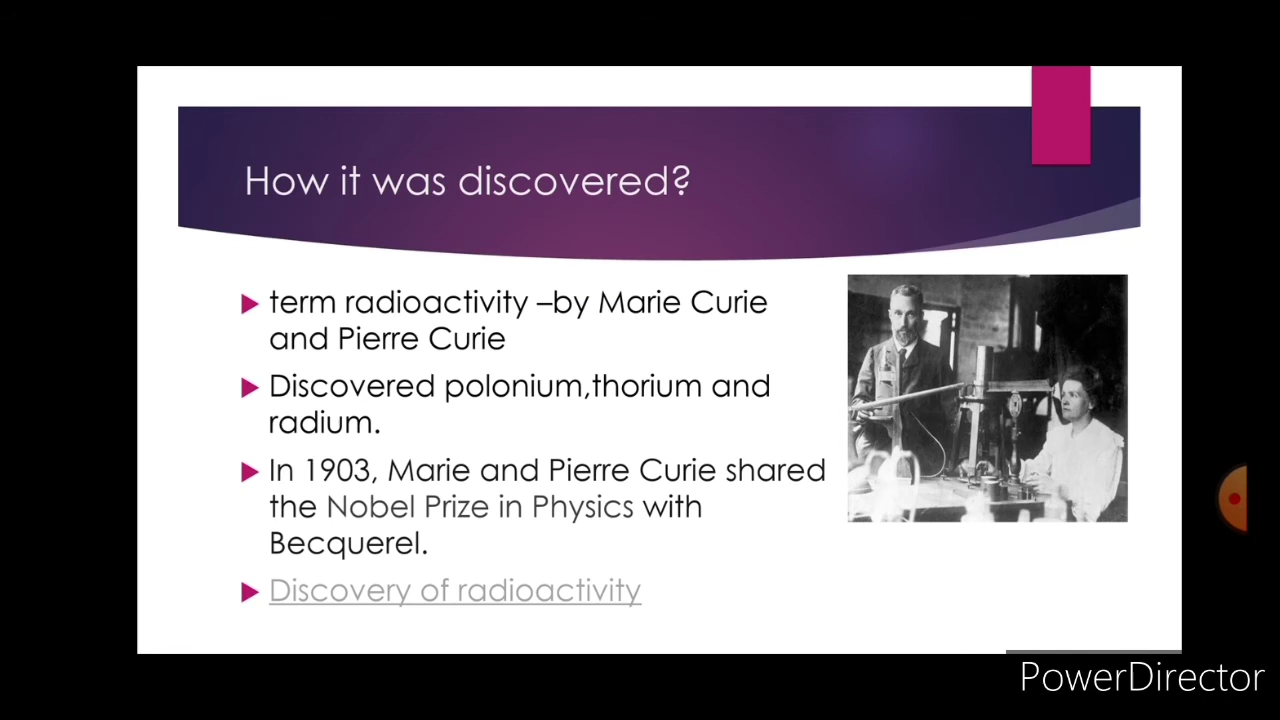 How it was discovered?
term radioactivity –by Marie Curie
and Pierre Curie
Discovered polonium,thorium and
radium.
In 1903, Marie and Pierre Curie shared
the Nobel Prize in Physics with
Becquerel.
Discovery of radioactivity
PowerDirector